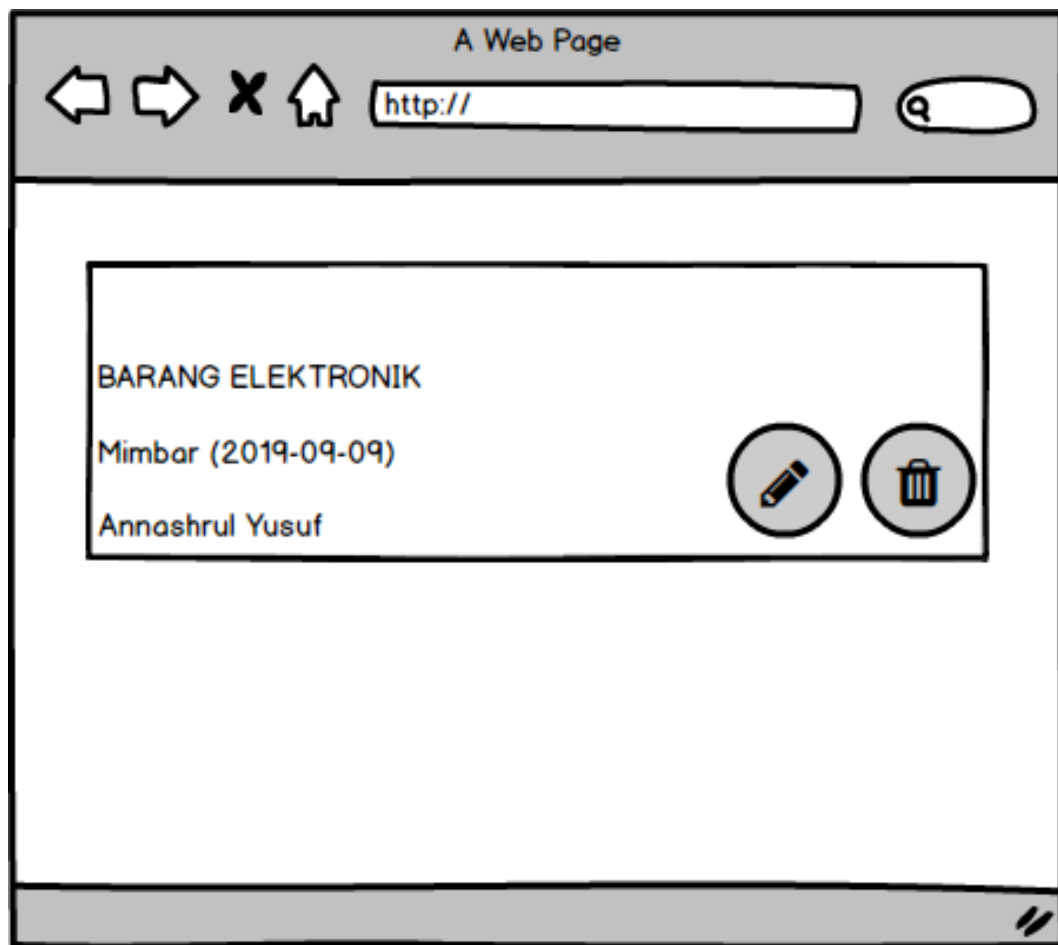 A Web Page
http://
BARANG ELEKTRONIK
Mimbar (2019-09-09)
Annashrul Yusuf